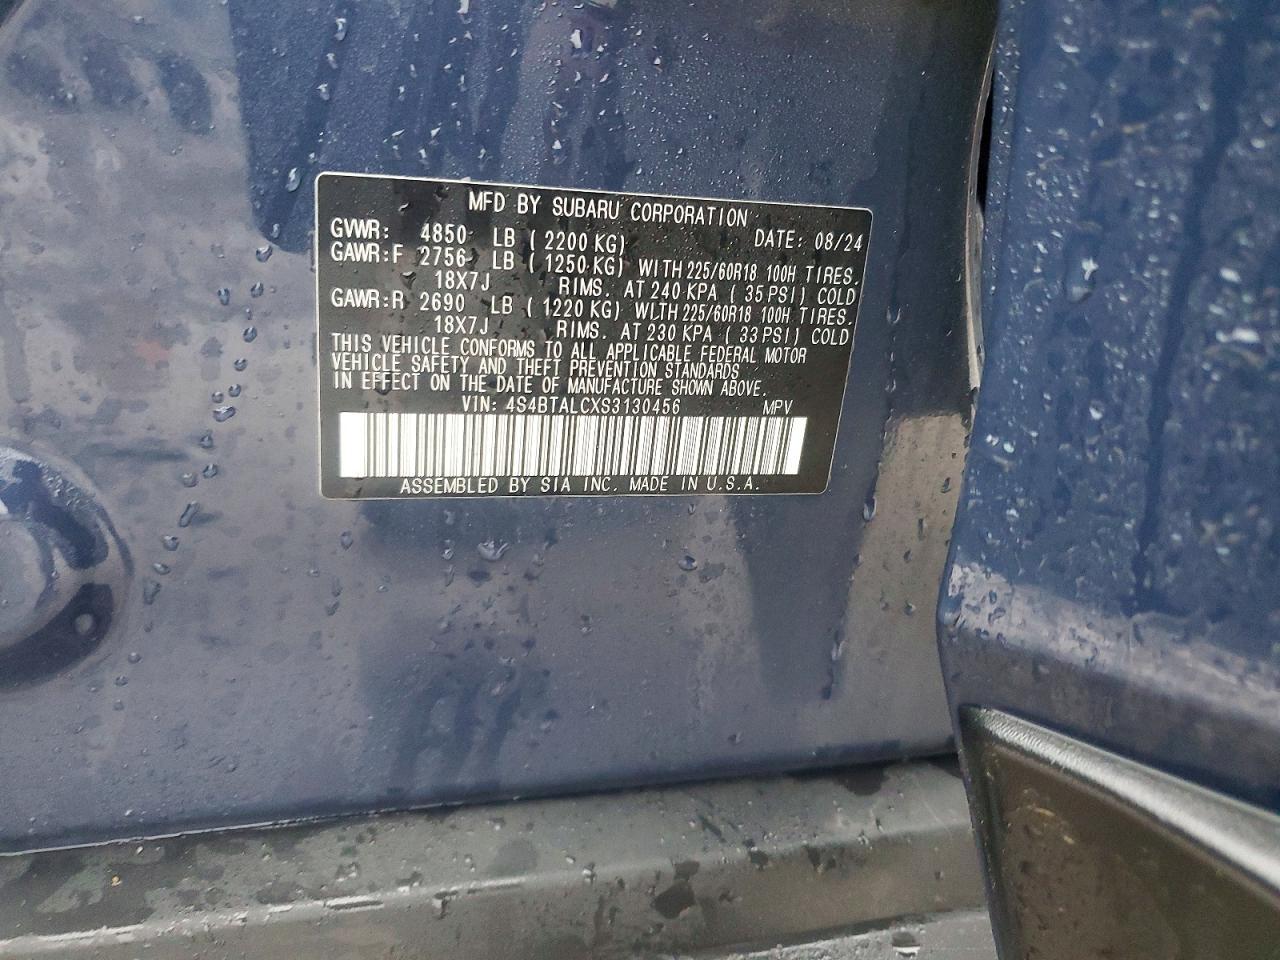 MFD BY SUBARU CORPORATION
GVWR: 4850 LB ( 2200 KG) DATE: 08/24
GAWR:F 2756 LB ( 1250 KG) WITH 225/60R18 100H TIRES.
18X7J RIMS. AT 240 KPA ( 35 PSI) COLD
GAWR:R 2690 LB ( 1220 KG) WITH 225/60R18 100H TIRES.
18X7J RIMS. AT 230 KPA ( 33 PSI) COLD
THIS VEHICLE CONFORMS TO ALL APPLICABLE FEDERAL MOTOR
VEHICLE SAFETY AND THEFT PREVENTION STANDARDS
IN EFFECT ON THE DATE OF MANUFACTURE SHOWN ABOVE.
VIN: 4S4BTALCXS3130456 MPV
ASSEMBLED BY SIA INC. MADE IN U.S.A.